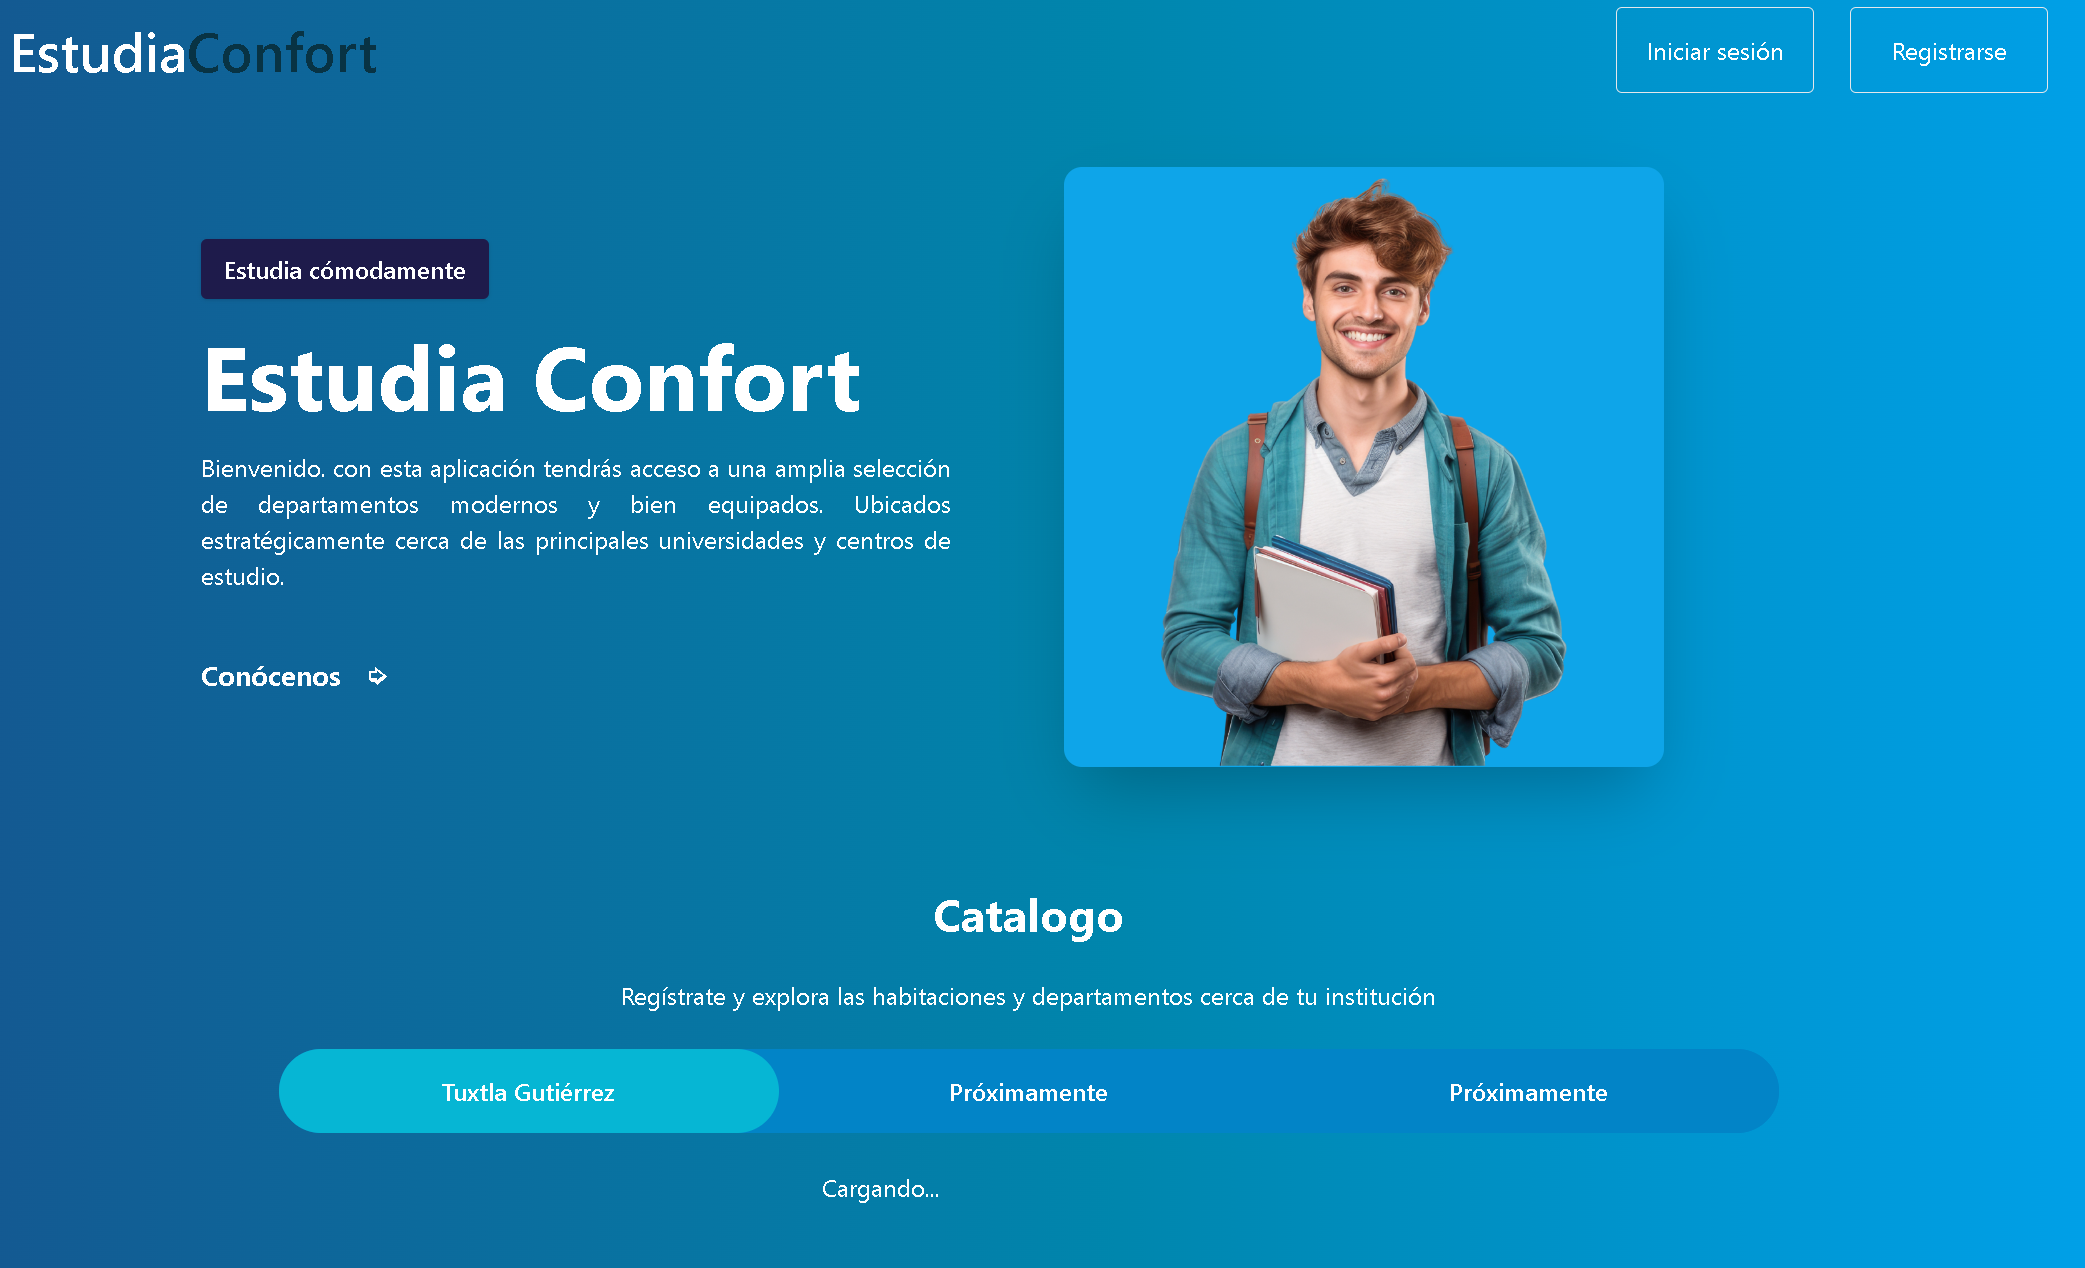 EstudiaConfort
Iniciar sesión
Registrarse
Estudia cómodamente
Estudia Confort
Bienvenido. con esta aplicación tendrás acceso a una amplia selección
de departamentos modernos y bien equipados. Ubicados
estratégicamente cerca de las principales universidades y centros de
estudio.
Conócenos ➭
Catalogo
Regístrate y explora las habitaciones y departamentos cerca de tu institución
Tuxtla Gutiérrez
Próximamente
Próximamente
Cargando...